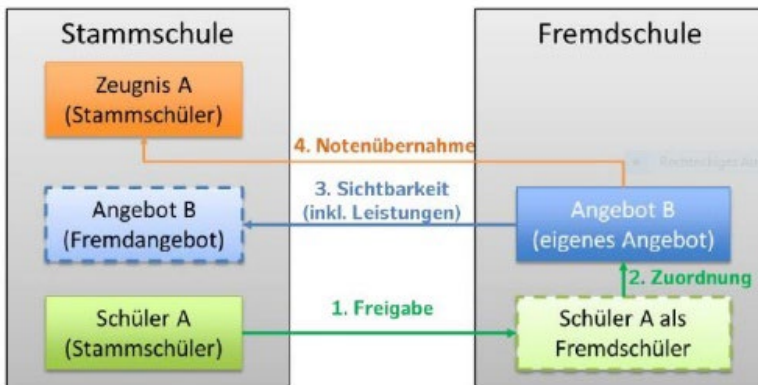 Stammschule
Fremdschule
Zeugnis A
(Stammschüler)
4. Notenübernahme
Angebot B
(Fremdangebot)
3. Sichtbarkeit
(inkl. Leistungen)
Angebot B
(eigenes Angebot)
2. Zuordnung
Schüler A
(Stammschüler)
1. Freigabe
Schüler A als
Fremdschüler